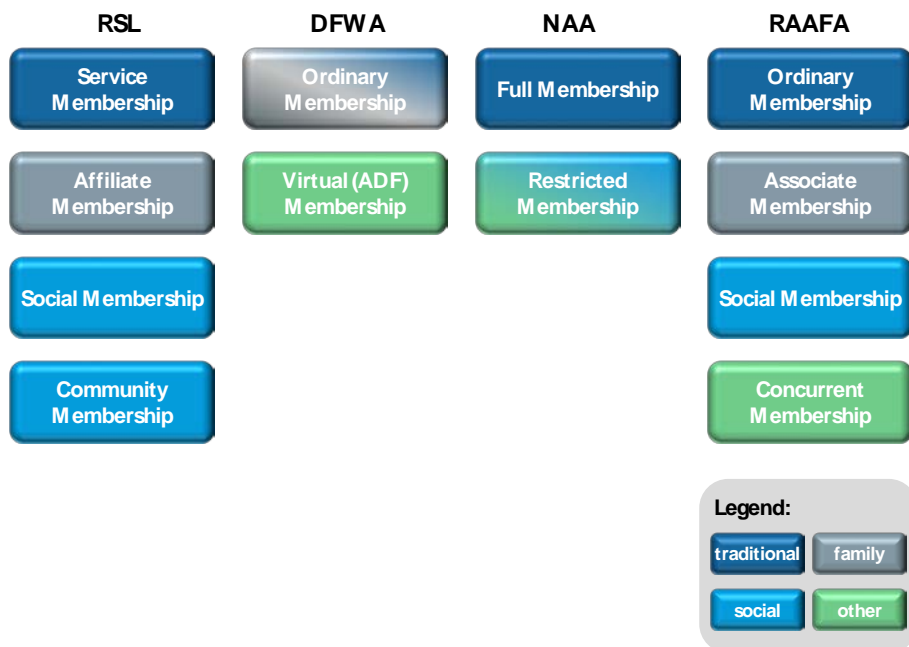 RSL DFWA NAA RAAFA
Service Membership
Ordinary Membership
Full Membership
Ordinary Membership
Affiliate Membership
Virtual (ADF) Membership
Restricted Membership
Associate Membership
Social Membership
Social Membership
Community Membership
Concurrent Membership
Legend:
traditional family
social other